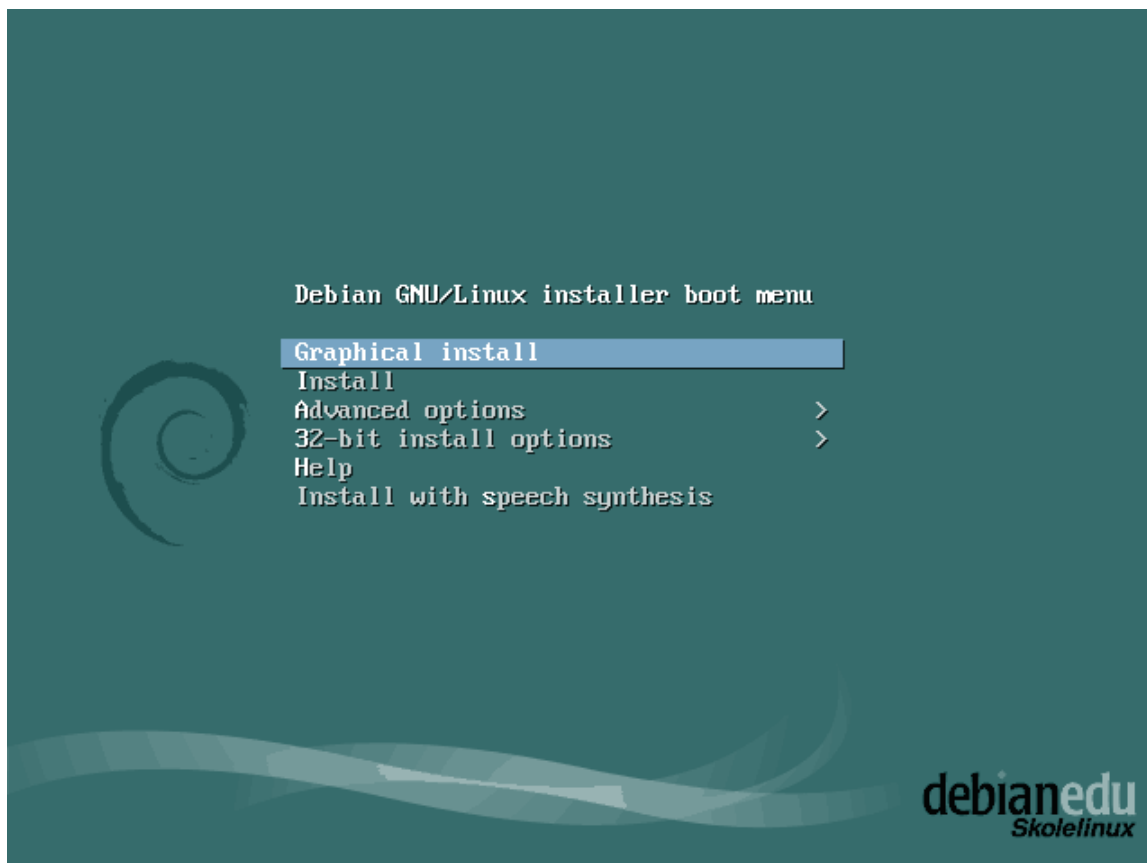 Debian GNU/Linux installer boot menu
Graphical install
Install
Advanced options >
32-bit install options >
Help
Install with speech synthesis
debianedu
Skolelinux